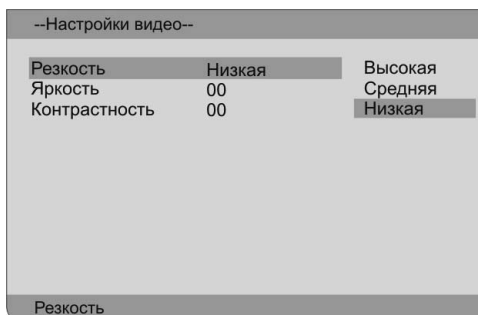 --Настройки видео--
Резкость Низкая Высокая
Яркость 00 Средняя
Контрастность 00 Низкая
Резкость